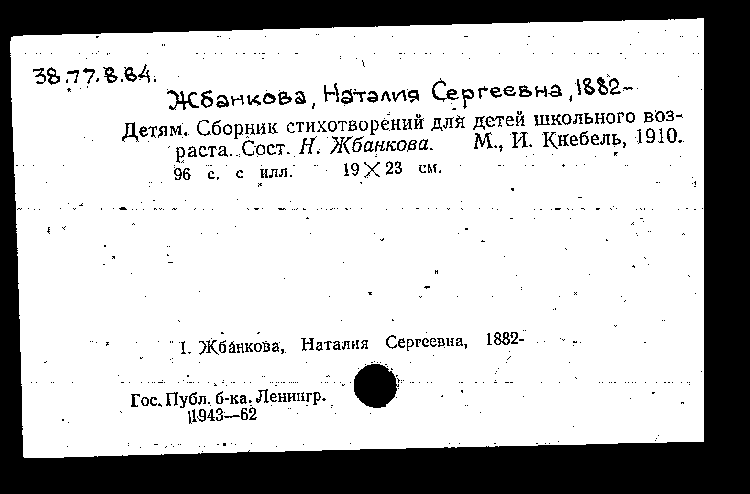 38.77.8.84.
Жбанкова, Наталия Сергеевна, 1882-
Детям. Сборник стихотворений для детей школьного воз-
раста. Сост. Н. Жбанкова. М., И. Кнебель, 1910.
96 с. с илл. 19×23 см.
I. Жбанкова, Наталия Сергеевна, 1882-
Гос. Публ. б-ка. Ленингр.
1943—62